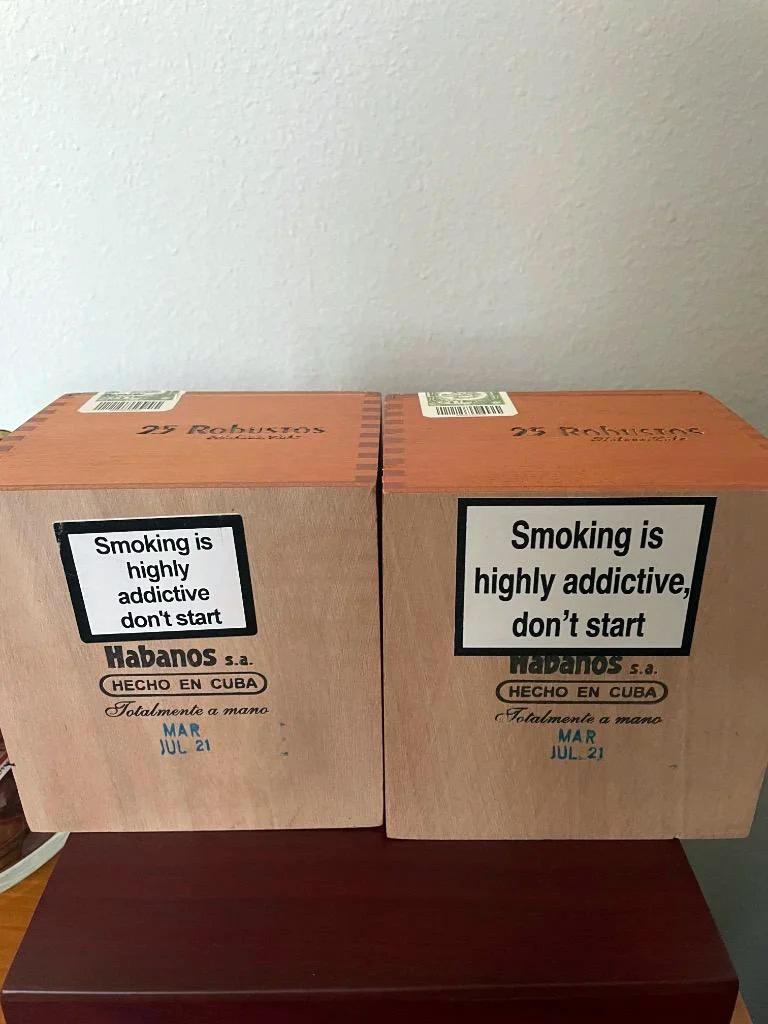 25 Robustos
Smoking is
highly
addictive
don't start
Habanos s.a.
HECHO EN CUBA
Totalmente a mano
MAR
JUL 21
25 Robustos
Smoking is
highly addictive,
don't start
Habanos s.a.
HECHO EN CUBA
Totalmente a mano
MAR
JUL 21